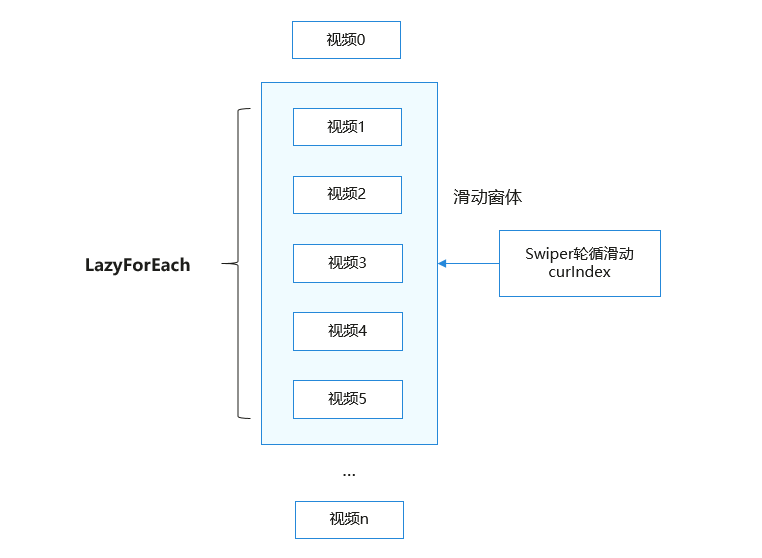 视频0
视频1
视频2
滑动窗体
LazyForEach
视频3
Swiper轮循滑动
curIndex
视频4
视频5
...
视频n